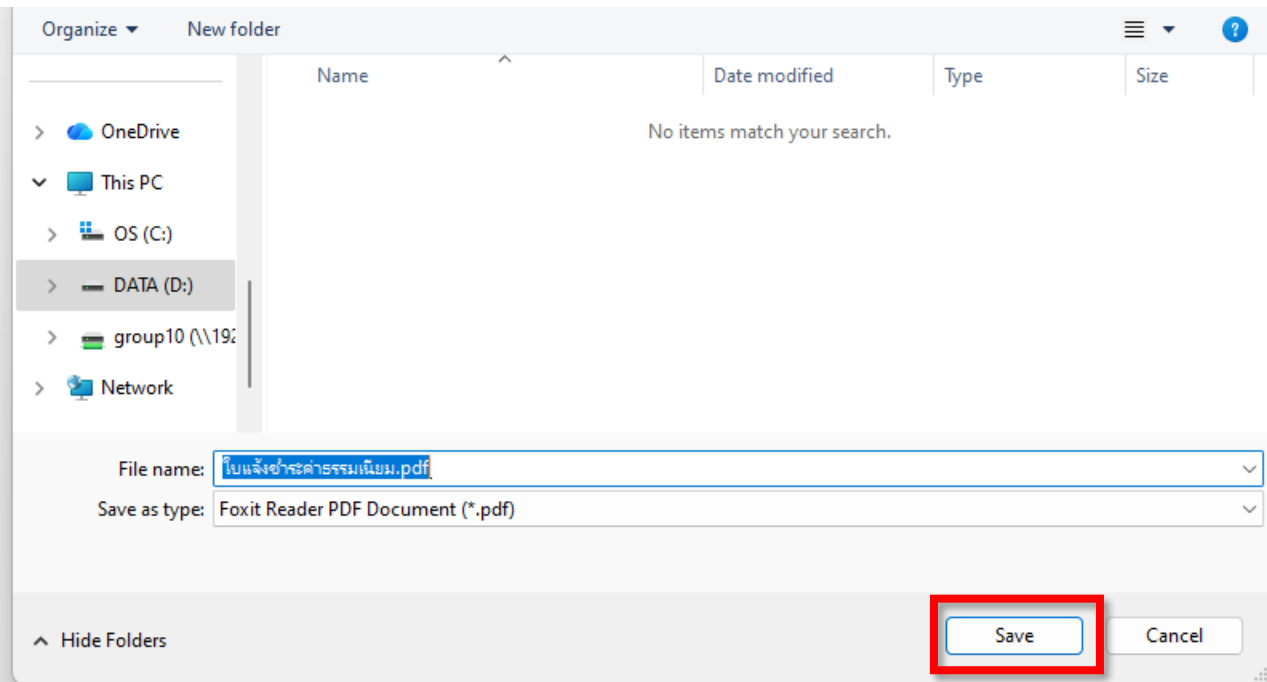 Organize New folder
Name Date modified Type Size
OneDrive
No items match your search.
This PC
OS (C:)
DATA (D:)
group10 (\\192
Network
File name: ใบแจ้งชำระค่าธรรมเนียม.pdf
Save as type: Foxit Reader PDF Document (*.pdf)
Hide Folders
Save Cancel